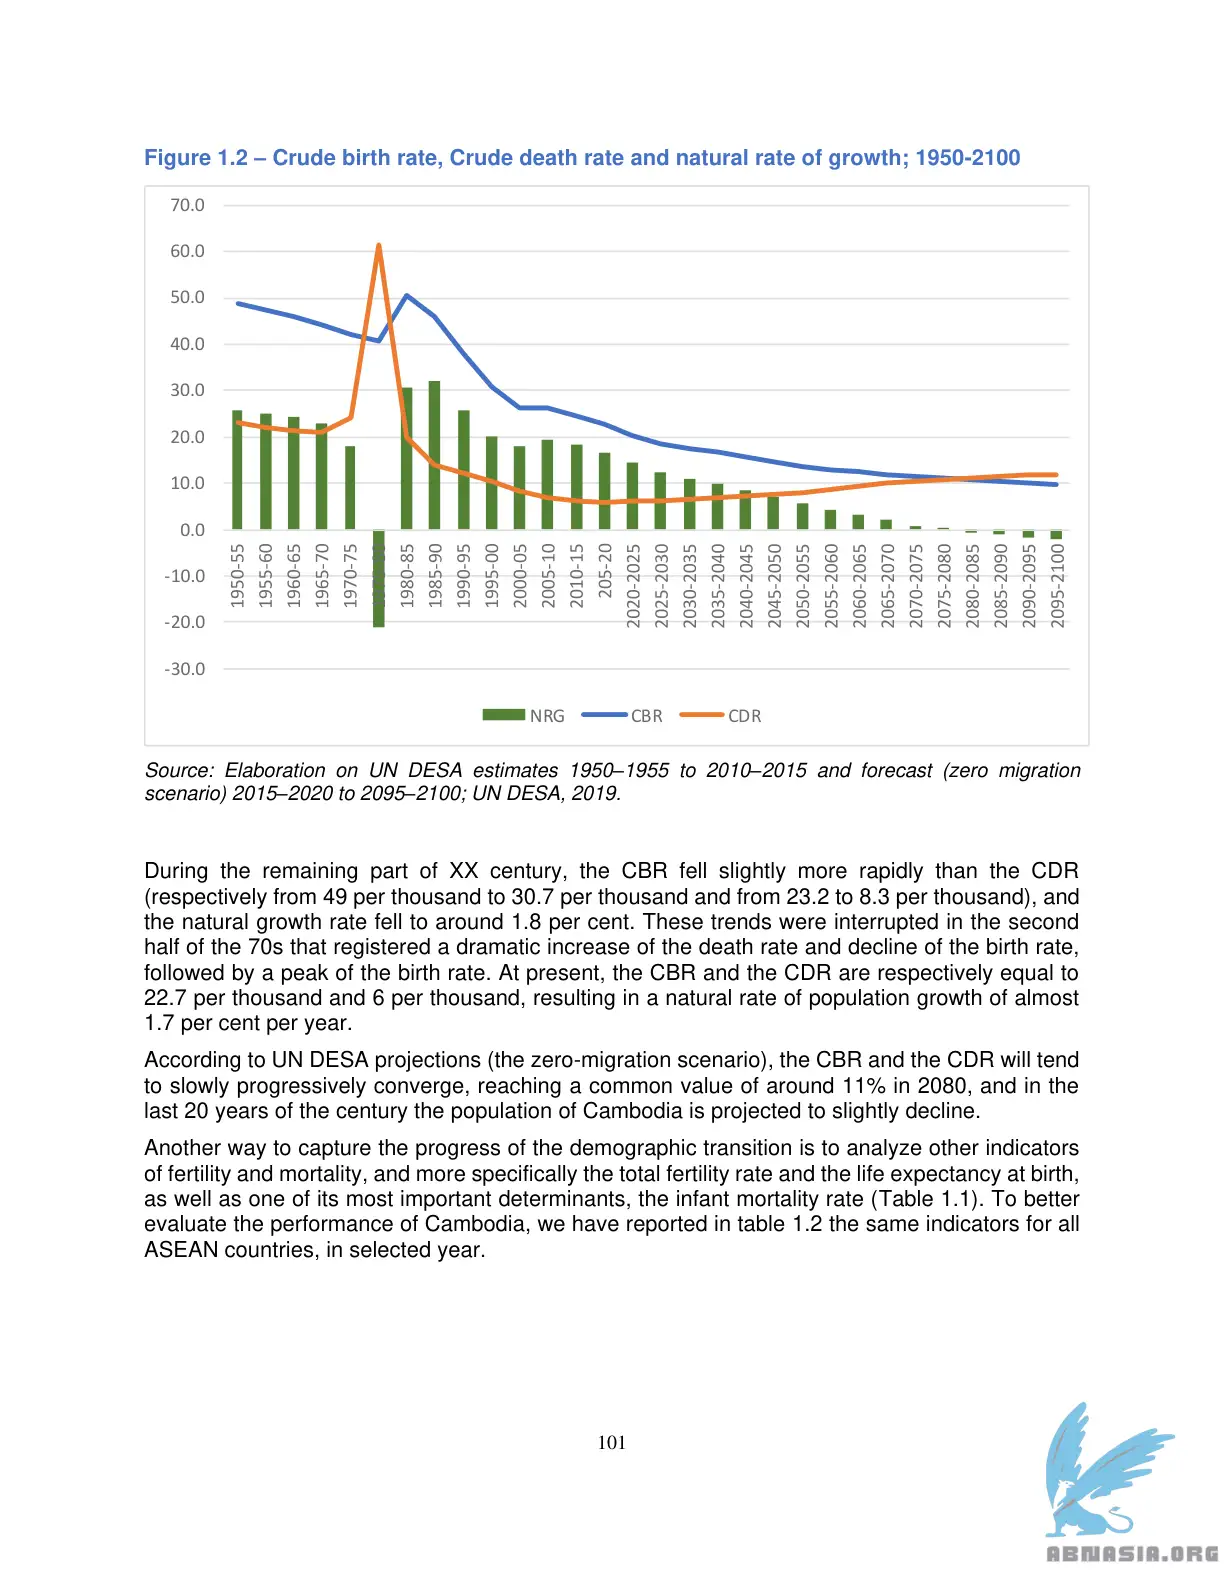 Figure 1.2 – Crude birth rate, Crude death rate and natural rate of growth; 1950-2100
70.0
60.0
50.0
40.0
30.0
20.0
10.0
0.0
-10.0
-20.0
-30.0
1950-55
1955-60
1960-65
1965-70
1970-75
1980-85
1985-90
1990-95
1995-00
2000-05
2005-10
2010-15
205-20
2020-2025
2025-2030
2030-2035
2035-2040
2040-2045
2045-2050
2050-2055
2055-2060
2060-2065
2065-2070
2070-2075
2075-2080
2080-2085
2085-2090
2090-2095
2095-2100
NRG CBR CDR
Source: Elaboration on UN DESA estimates 1950–1955 to 2010–2015 and forecast (zero migration
scenario) 2015–2020 to 2095–2100; UN DESA, 2019.
During the remaining part of XX century, the CBR fell slightly more rapidly than the CDR
(respectively from 49 per thousand to 30.7 per thousand and from 23.2 to 8.3 per thousand), and
the natural growth rate fell to around 1.8 per cent. These trends were interrupted in the second
half of the 70s that registered a dramatic increase of the death rate and decline of the birth rate,
followed by a peak of the birth rate. At present, the CBR and the CDR are respectively equal to
22.7 per thousand and 6 per thousand, resulting in a natural rate of population growth of almost
1.7 per cent per year.
According to UN DESA projections (the zero-migration scenario), the CBR and the CDR will tend
to slowly progressively converge, reaching a common value of around 11% in 2080, and in the
last 20 years of the century the population of Cambodia is projected to slightly decline.
Another way to capture the progress of the demographic transition is to analyze other indicators
of fertility and mortality, and more specifically the total fertility rate and the life expectancy at birth,
as well as one of its most important determinants, the infant mortality rate (Table 1.1). To better
evaluate the performance of Cambodia, we have reported in table 1.2 the same indicators for all
ASEAN countries, in selected year.
101
ABNASIA.ORG